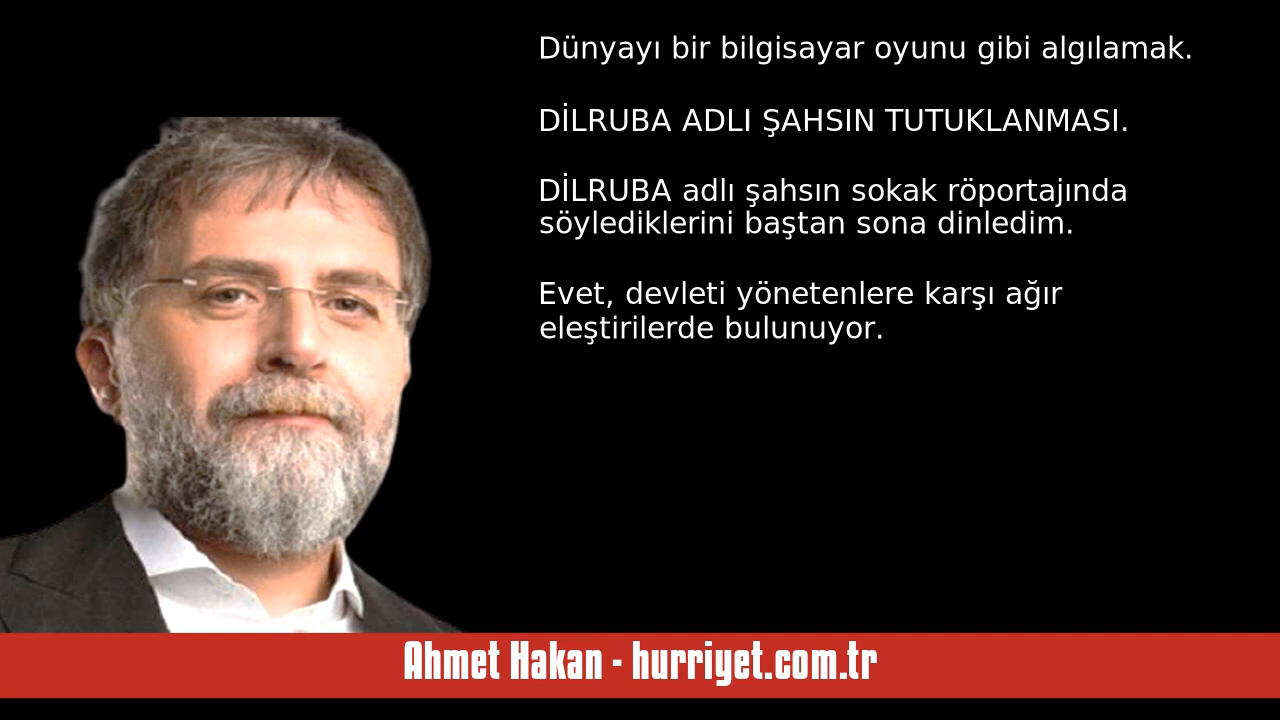 Dünyayı bir bilgisayar oyunu gibi algılamak.
DİLRUBA ADLI ŞAHSIN TUTUKLANMASI.
DİLRUBA adlı şahsın sokak röportajında
söylediklerini baştan sona dinledim.
Evet, devleti yönetenlere karşı ağır
eleştirilerde bulunuyor.
Ahmet Hakan - hurriyet.com.tr